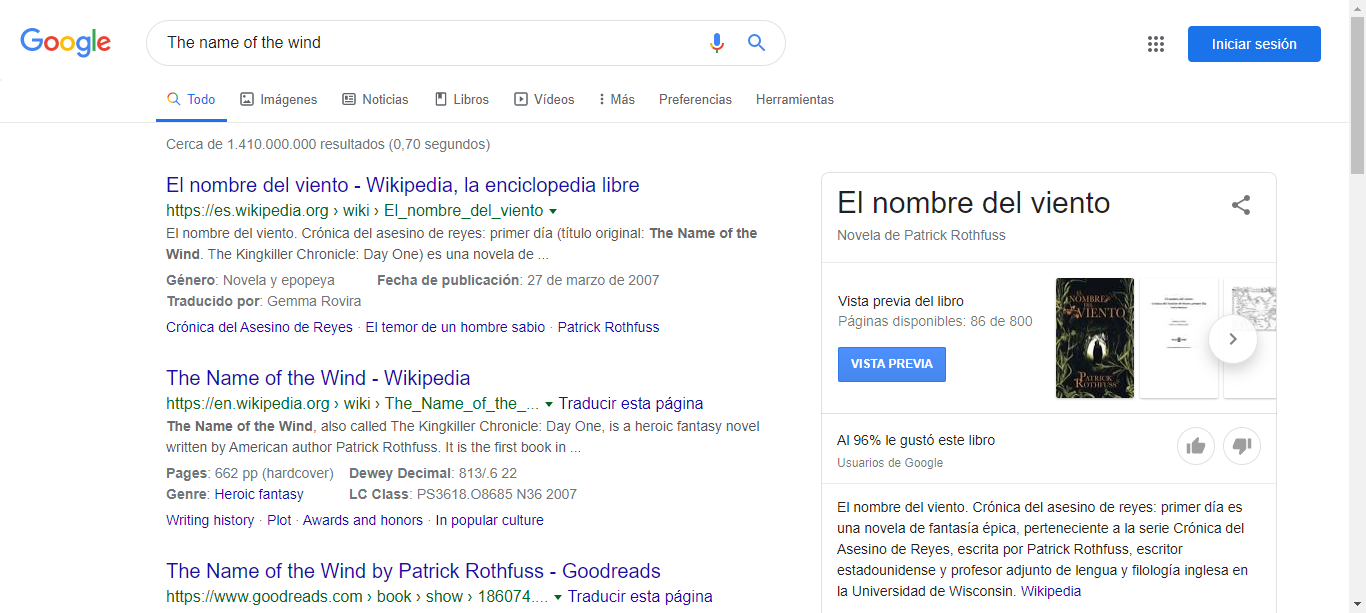 Google
The name of the wind
Iniciar sesión
Todo Imágenes Noticias Libros Vídeos Más Preferencias Herramientas
Cerca de 1.410.000.000 resultados (0,70 segundos)
El nombre del viento - Wikipedia, la enciclopedia libre
https://es.wikipedia.org › wiki › El_nombre_del_viento
El nombre del viento. Crónica del asesino de reyes: primer día (título original: The Name of the
Wind. The Kingkiller Chronicle: Day One) es una novela de ...
Género: Novela y epopeya Fecha de publicación: 27 de marzo de 2007
Traducido por: Gemma Rovira
Crónica del Asesino de Reyes · El temor de un hombre sabio · Patrick Rothfuss
The Name of the Wind - Wikipedia
https://en.wikipedia.org › wiki › The_Name_of_the_... Traducir esta página
The Name of the Wind, also called The Kingkiller Chronicle: Day One, is a heroic fantasy novel
written by American author Patrick Rothfuss. It is the first book in ...
Pages: 662 pp (hardcover) Dewey Decimal: 813/.6 22
Genre: Heroic fantasy LC Class: PS3618.O8685 N36 2007
Writing history · Plot · Awards and honors · In popular culture
The Name of the Wind by Patrick Rothfuss - Goodreads
https://www.goodreads.com › book › show › 186074.... Traducir esta página
El nombre del viento
Novela de Patrick Rothfuss
Vista previa del libro
Páginas disponibles: 86 de 800
VISTA PREVIA
EL NOMBRE
DEL
VIENTO
PATRICK
ROTHFUSS
Al 96% le gustó este libro
Usuarios de Google
El nombre del viento. Crónica del asesino de reyes: primer día es
una novela de fantasía épica, perteneciente a la serie Crónica del
Asesino de Reyes, escrita por Patrick Rothfuss, escritor
estadounidense y profesor adjunto de lengua y filología inglesa en
la Universidad de Wisconsin. Wikipedia